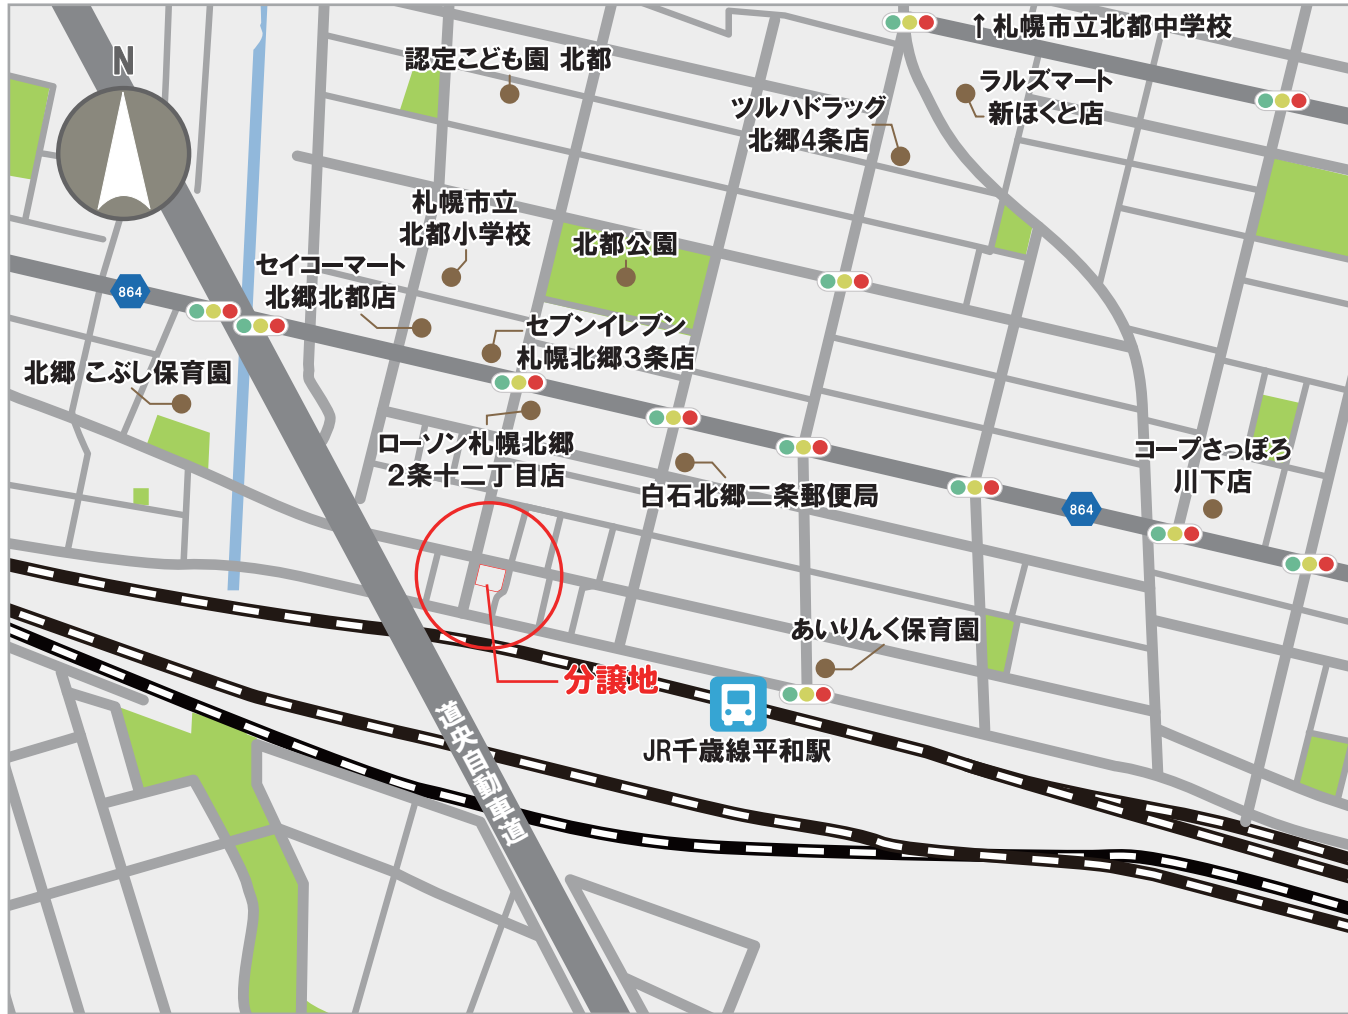 ↑札幌市立北都中学校
N
認定こども園 北都
ラルズマート
新ほくと店
ツルハドラッグ
北郷4条店
札幌市立
北都小学校
北都公園
セイコーマート
北郷北都店
864
セブンイレブン
札幌北郷3条店
北郷 こぶし保育園
ローソン札幌北郷
2条十二丁目店
白石北郷二条郵便局
コープさっぽろ
川下店
864
あいりんく保育園
分譲地
JR千歳線平和駅
道央自動車道